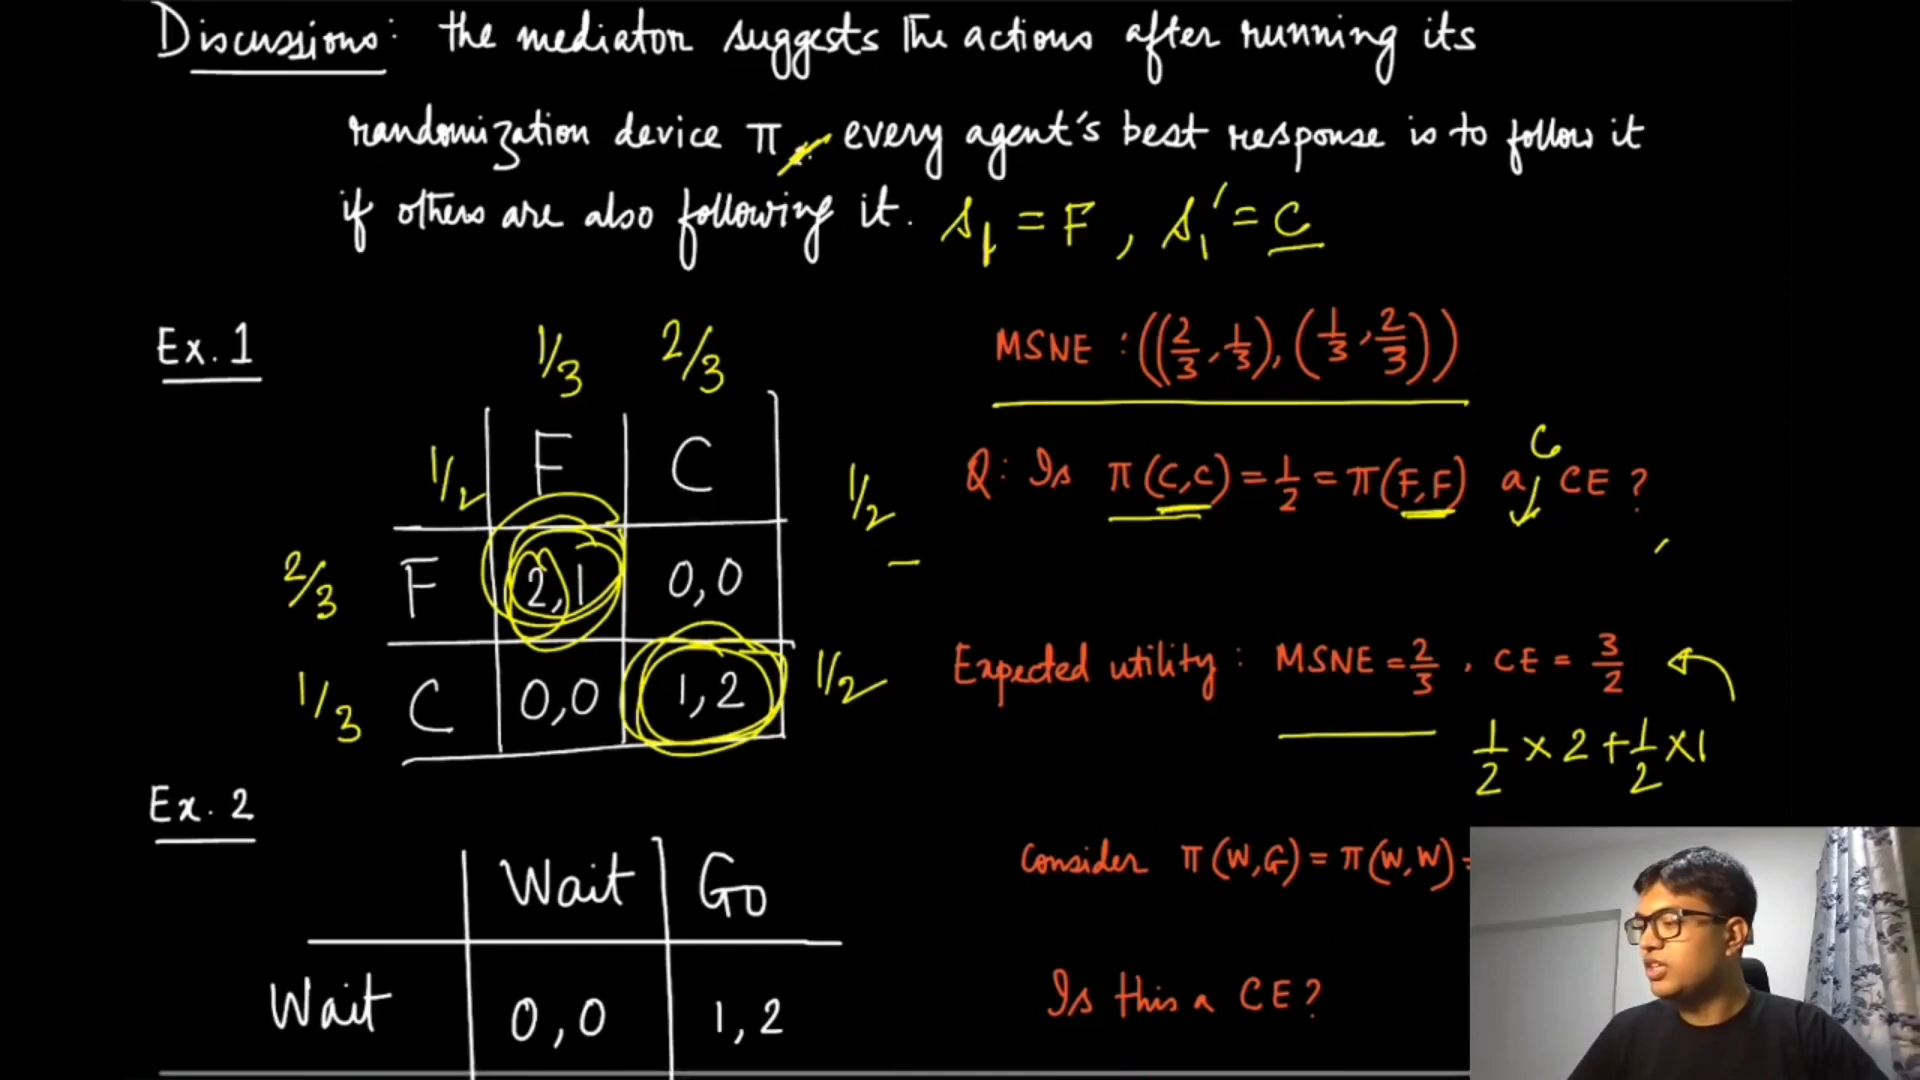 Discussions: the mediator suggests the actions after running its
randomization device π, every agent's best response is to follow it
if others are also following it. s₁ = F, s₁' = C
Ex. 1
1/3 2/3
MSNE : ((2/3, 1/3), (1/3, 2/3))
1/2 F C 1/2
Q: Is π(C,C) = 1/2 = π(F,F) a CE ?
2/3 F 2,1 0,0
1/3 C 0,0 1,2 1/2
Expected utility : MSNE = 2/3, CE = 3/2
1/2 × 2 + 1/2 × 1
Ex. 2
Wait Go
Consider π(W,G) = π(W,W) =
Wait 0,0 1,2
Is this a CE?